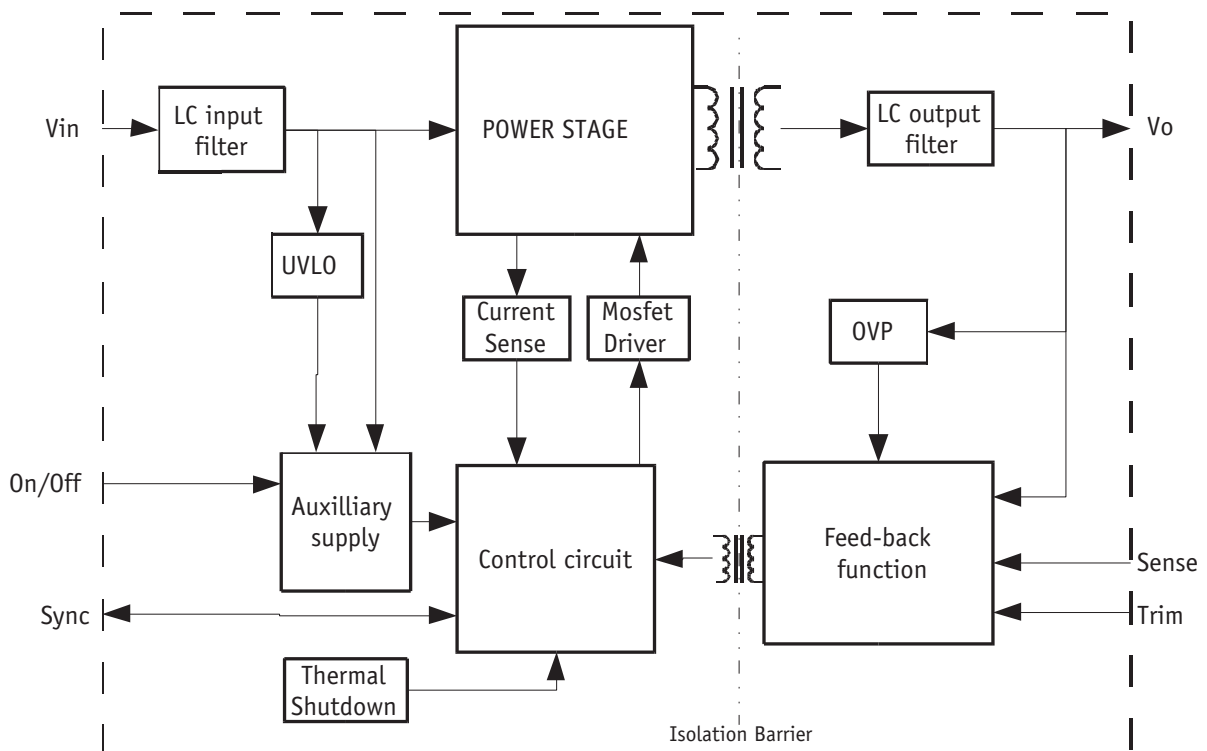 Vin
LC input
filter
POWER STAGE
LC output
filter
Vo
UVLO
Current
Sense
Mosfet
Driver
OVP
On/Off
Auxilliary
supply
Control circuit
Feed-back
function
Sense
Sync
Trim
Thermal
Shutdown
Isolation Barrier